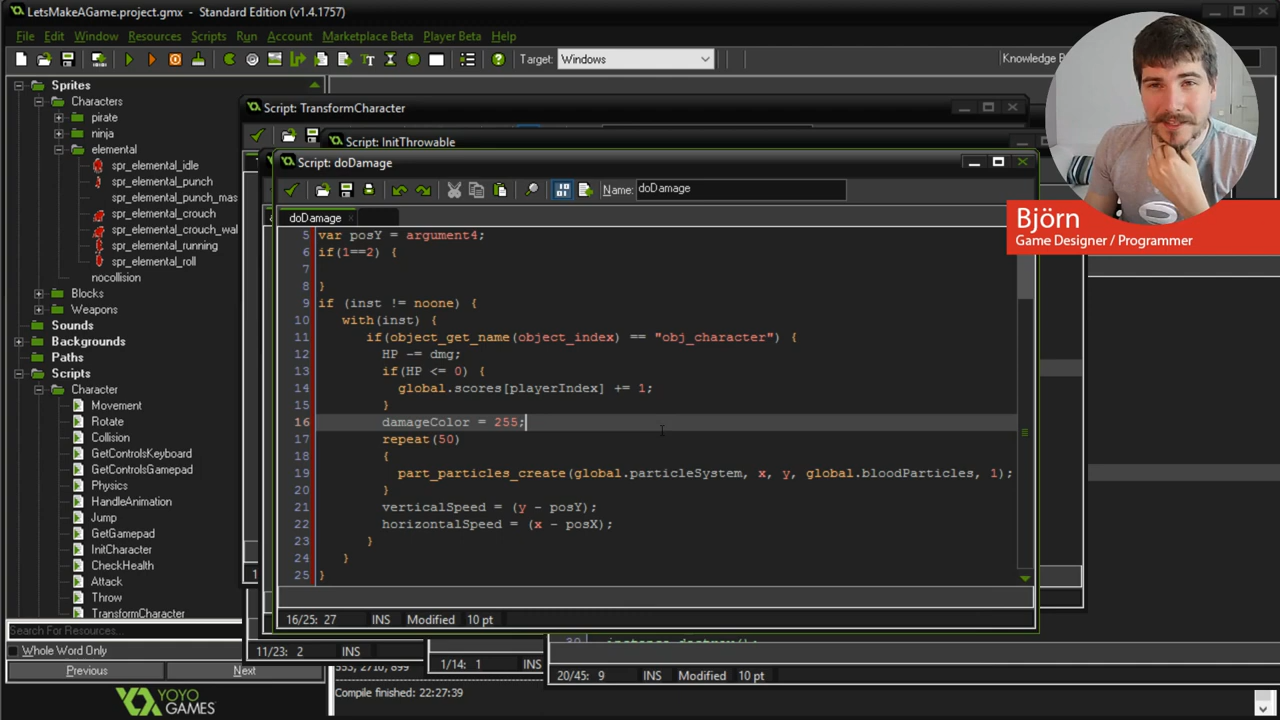 LetsMakeAGame.project.gmx - Standard Edition (v1.4.1757)
File Edit Window Resources Scripts Run Account Marketplace Beta Player Beta Help
Target: Windows
Knowledge B
Sprites
Characters
pirate
ninja
elemental
spr_elemental_idle
spr_elemental_punch
spr_elemental_punch_mas
spr_elemental_crouch
spr_elemental_crouch_wal
spr_elemental_running
spr_elemental_roll
nocollision
Blocks
Weapons
Sounds
Backgrounds
Paths
Scripts
Character
Movement
Rotate
Collision
GetControlsKeyboard
GetControlsGamepad
Physics
HandleAnimation
Jump
GetGamepad
InitCharacter
CheckHealth
Attack
Throw
TransformCharacter
Search For Resources...
Whole Word Only
Previous Next
YOYO
GAMES™
Script: TransformCharacter
Script: InitThrowable
Script: doDamage
Name: doDamage
doDamage
5 var posY = argument4;
6 if(1==2) {
7
8 }
9 if (inst != noone) {
10 with(inst) {
11 if(object_get_name(object_index) == "obj_character") {
12 HP -= dmg;
13 if(HP <= 0) {
14 global.scores[playerIndex] += 1;
15 }
16 damageColor = 255;
17 repeat(50)
18 {
19 part_particles_create(global.particleSystem, x, y, global.bloodParticles, 1);
20 }
21 verticalSpeed = (y - posY);
22 horizontalSpeed = (x - posX);
23 }
24 }
25 }
16/25: 27 INS Modified 10 pt
11/23: 2 INS
1/14: 1 INS
20/45: 9 INS Modified 10 pt
Compile finished: 22:27:39
Björn
Game Designer / Programmer